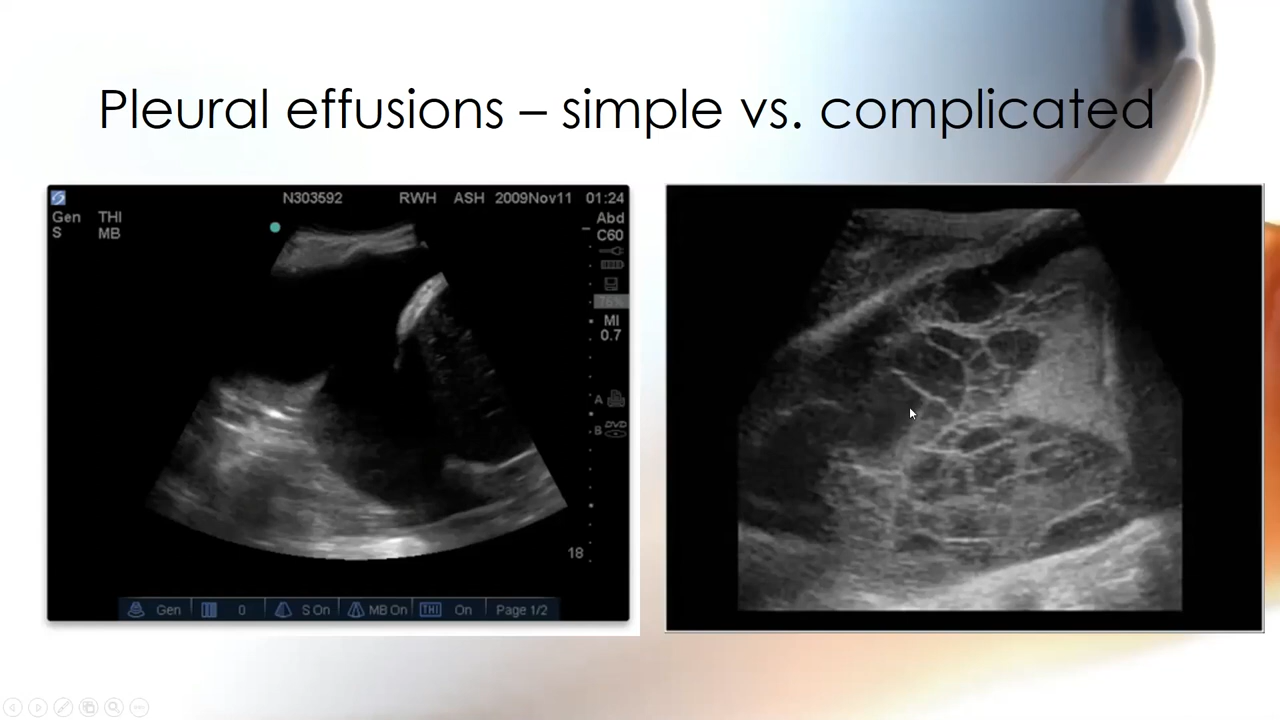 Pleural effusions – simple vs. complicated
N303592 RWH ASH 2009Nov11 01:24
Gen THI
S MB
Abd
C60
MI
0.7
A
B DVD
18
Gen 0 S On MB On THI On Page 1/2